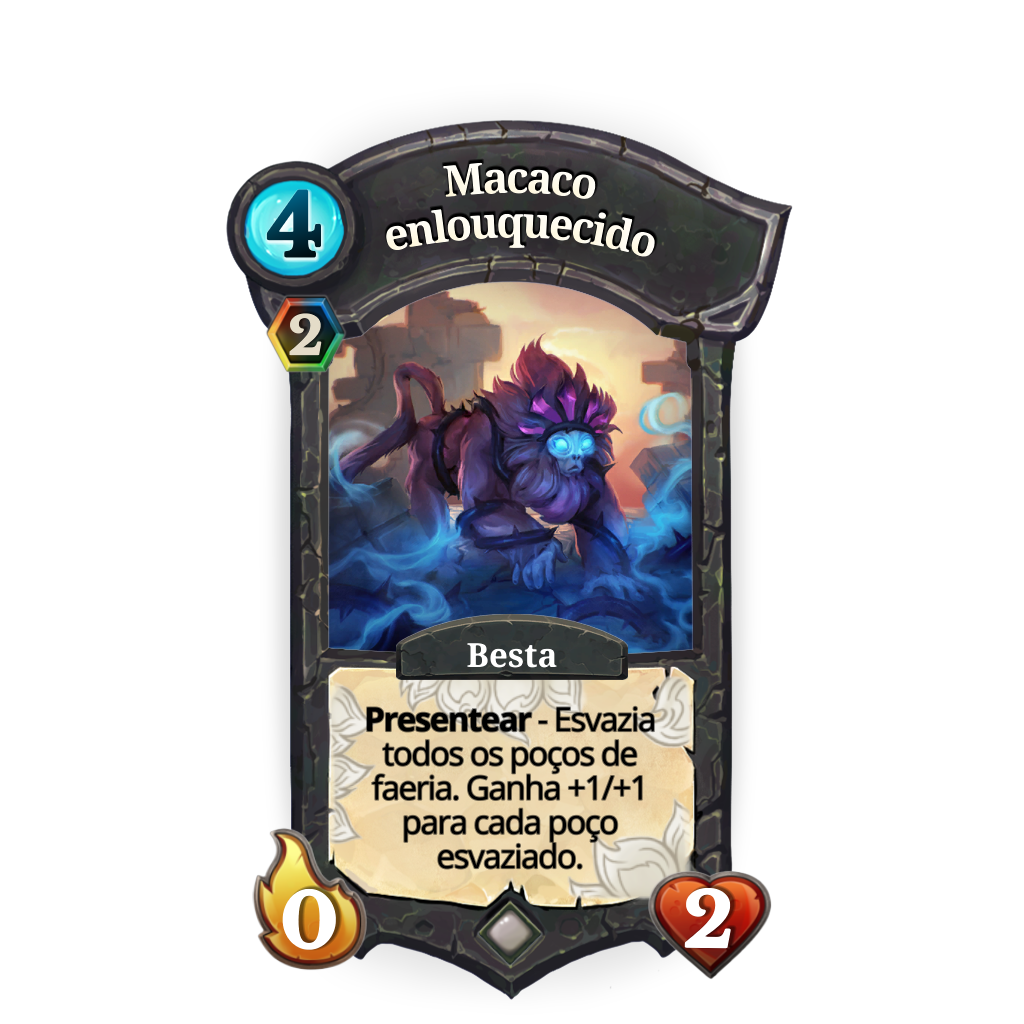 Macaco
enlouquecido
4
2
Besta
Presentear - Esvazia
todos os poços de
faeria. Ganha +1/+1
para cada poço
esvaziado.
0
2